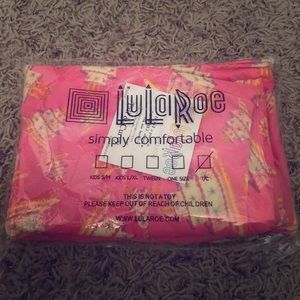 LuLaRoe
simply comfortable
KIDS S/M KIDS L/XL TWEEN ONE SIZE T/C
THIS IS NOT A TOY
PLEASE KEEP OUT OF REACH OF CHILDREN
WWW.LULAROE.COM